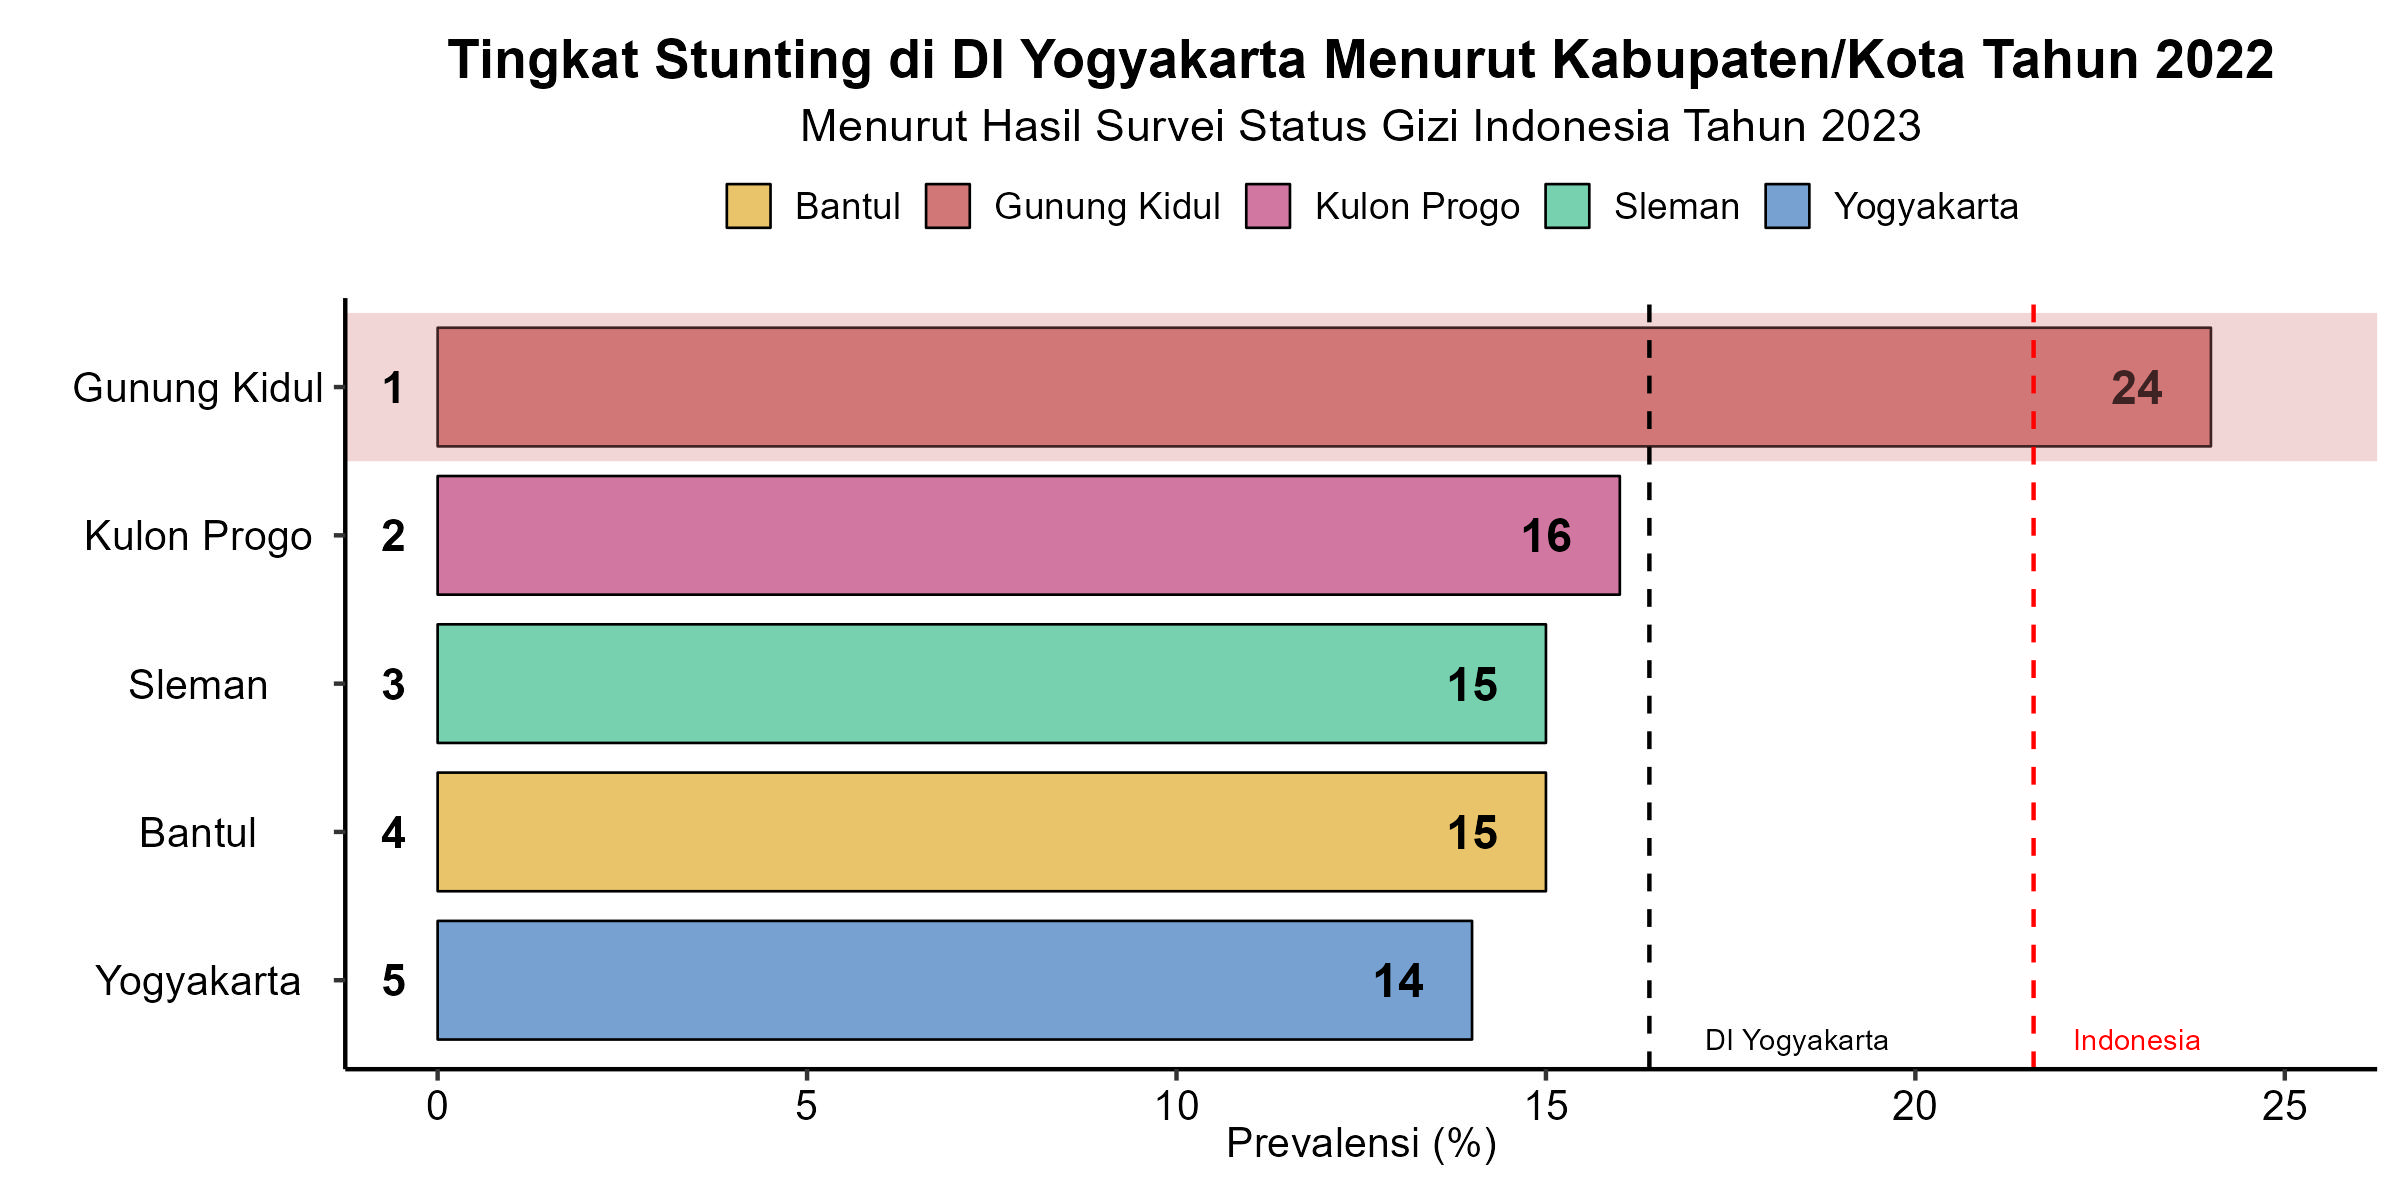 Tingkat Stunting di DI Yogyakarta Menurut Kabupaten/Kota Tahun 2022
Menurut Hasil Survei Status Gizi Indonesia Tahun 2023
Bantul Gunung Kidul Kulon Progo Sleman Yogyakarta
Gunung Kidul 1 24
Kulon Progo 2 16
Sleman 3 15
Bantul 4 15
Yogyakarta 5 14
DI Yogyakarta Indonesia
0 5 10 15 20 25
Prevalensi (%)